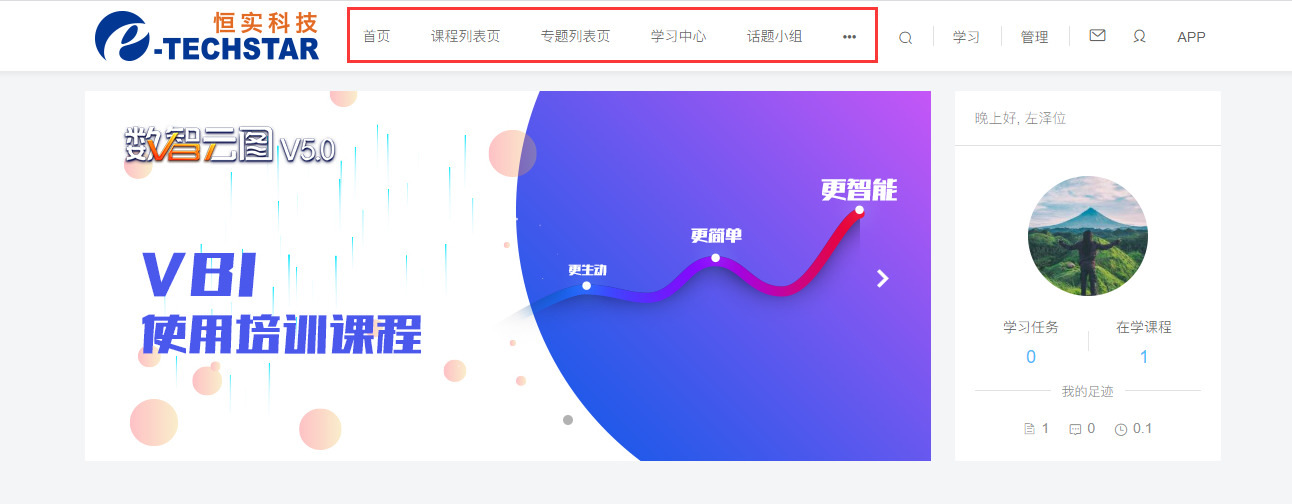 恒实科技
e-TECHSTAR
首页 课程列表页 专题列表页 学习中心 话题小组 •••
学习 管理 APP
数智云图 V5.0
VBI
使用培训课程
更主动
更简单
更智能
晚上好, 左泽位
学习任务 在学课程
0 1
我的足迹
1 0 0.1